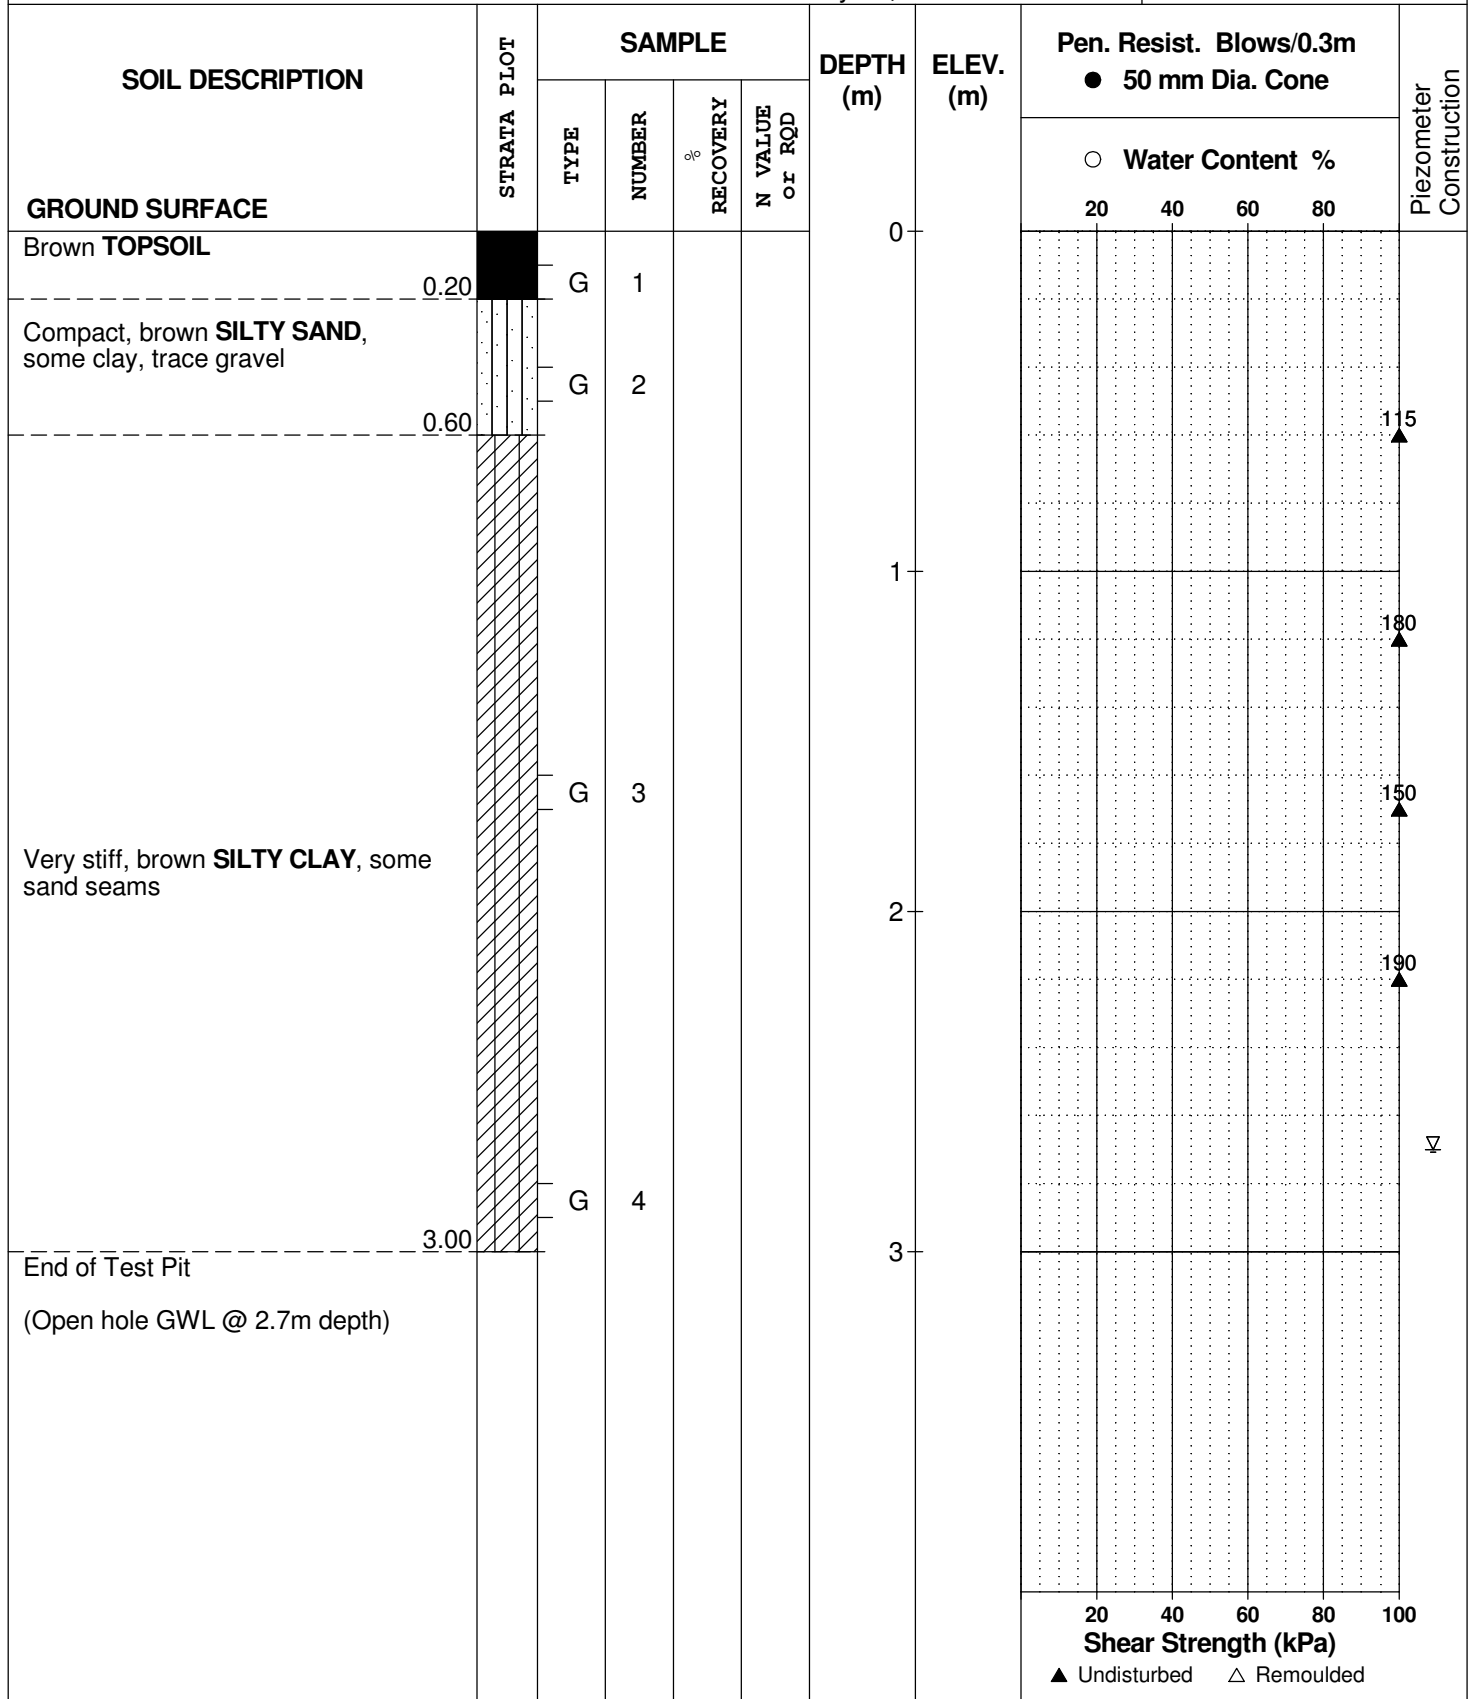 SOIL DESCRIPTION
GROUND SURFACE
STRATA PLOT
SAMPLE
TYPE
NUMBER
%
RECOVERY
N VALUE
or RQD
DEPTH
(m)
ELEV.
(m)
Pen. Resist. Blows/0.3m
● 50 mm Dia. Cone
○ Water Content %
20 40 60 80
Piezometer
Construction
0
Brown TOPSOIL
0.20
G 1
Compact, brown SILTY SAND,
some clay, trace gravel
G 2
0.60
115
1
180
G 3
150
Very stiff, brown SILTY CLAY, some
sand seams
2
190
G 4
3.00
3
End of Test Pit
(Open hole GWL @ 2.7m depth)
20 40 60 80 100
Shear Strength (kPa)
▲ Undisturbed △ Remoulded